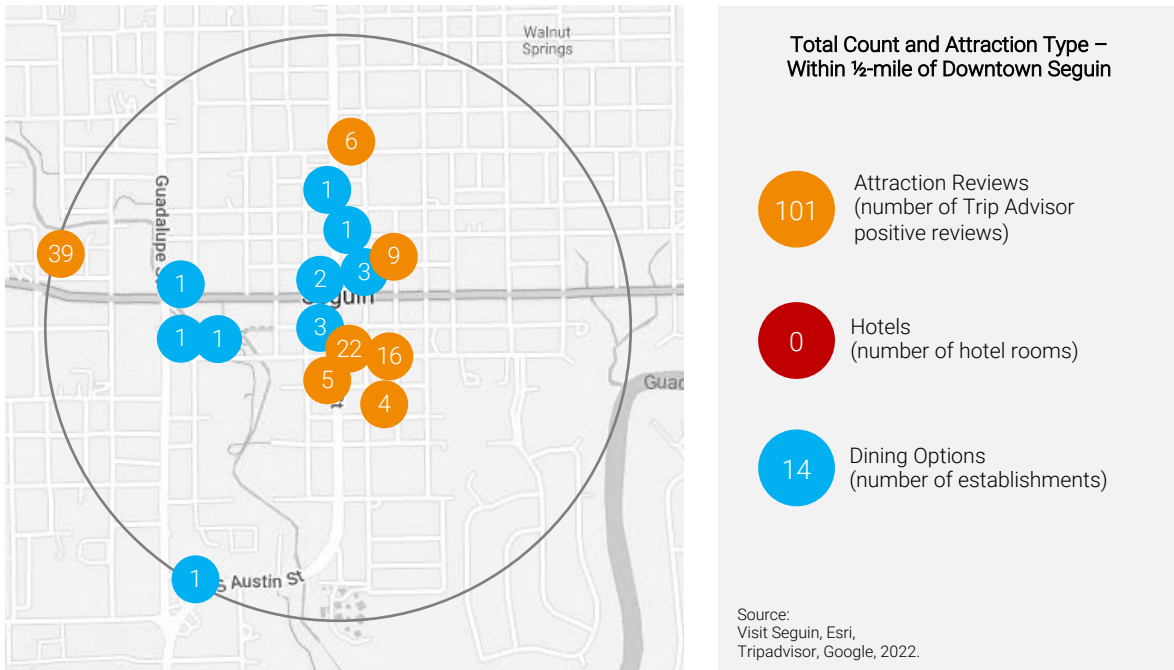 Walnut
Springs
6
1
Guadalupe S
1
9
39
3
2
1
Seguin
3
1
1
22
16
5
Guad
4
st
1
S Austin St
Total Count and Attraction Type –
Within ½-mile of Downtown Seguin
101
Attraction Reviews
(number of Trip Advisor
positive reviews)
0
Hotels
(number of hotel rooms)
14
Dining Options
(number of establishments)
Source:
Visit Seguin, Esri,
Tripadvisor, Google, 2022.